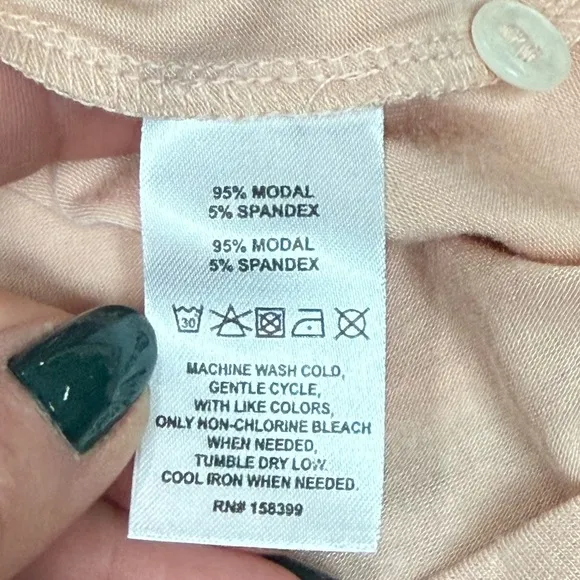 95% MODAL
5% SPANDEX
95% MODAL
5% SPANDEX
30
MACHINE WASH COLD,
GENTLE CYCLE,
WITH LIKE COLORS,
ONLY NON-CHLORINE BLEACH
WHEN NEEDED,
TUMBLE DRY LOW.
COOL IRON WHEN NEEDED.
RN# 158399